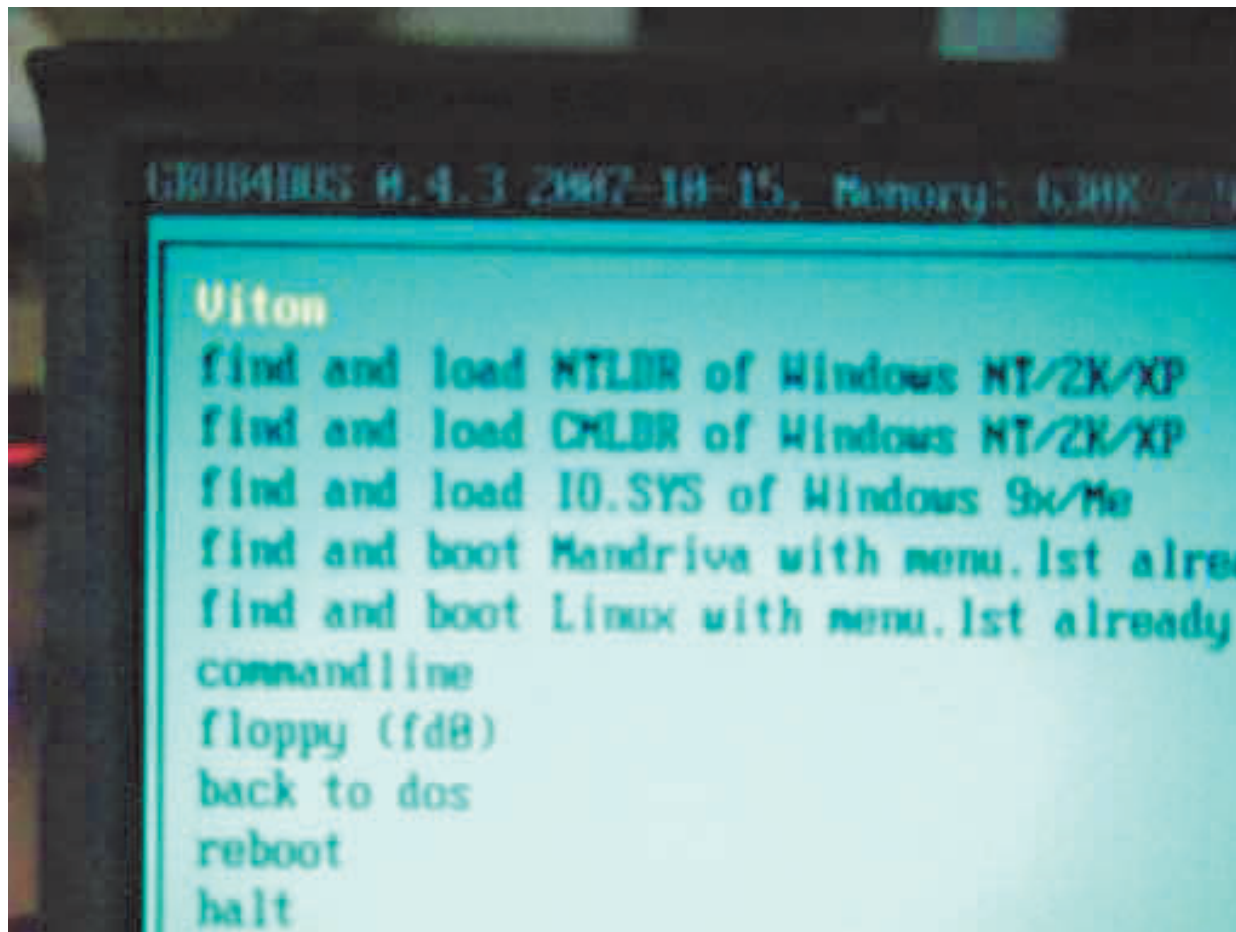 GRUB4DOS 0.4.3 2007-10-15. Memory: 638K
Viton
find and load NTLDR of Windows NT/2K/XP
find and load CMLDR of Windows NT/2K/XP
find and load IO.SYS of Windows 9x/Me
find and boot Mandriva with menu.lst alrea
find and boot Linux with menu.lst already
commandline
floppy (fd0)
back to dos
reboot
halt